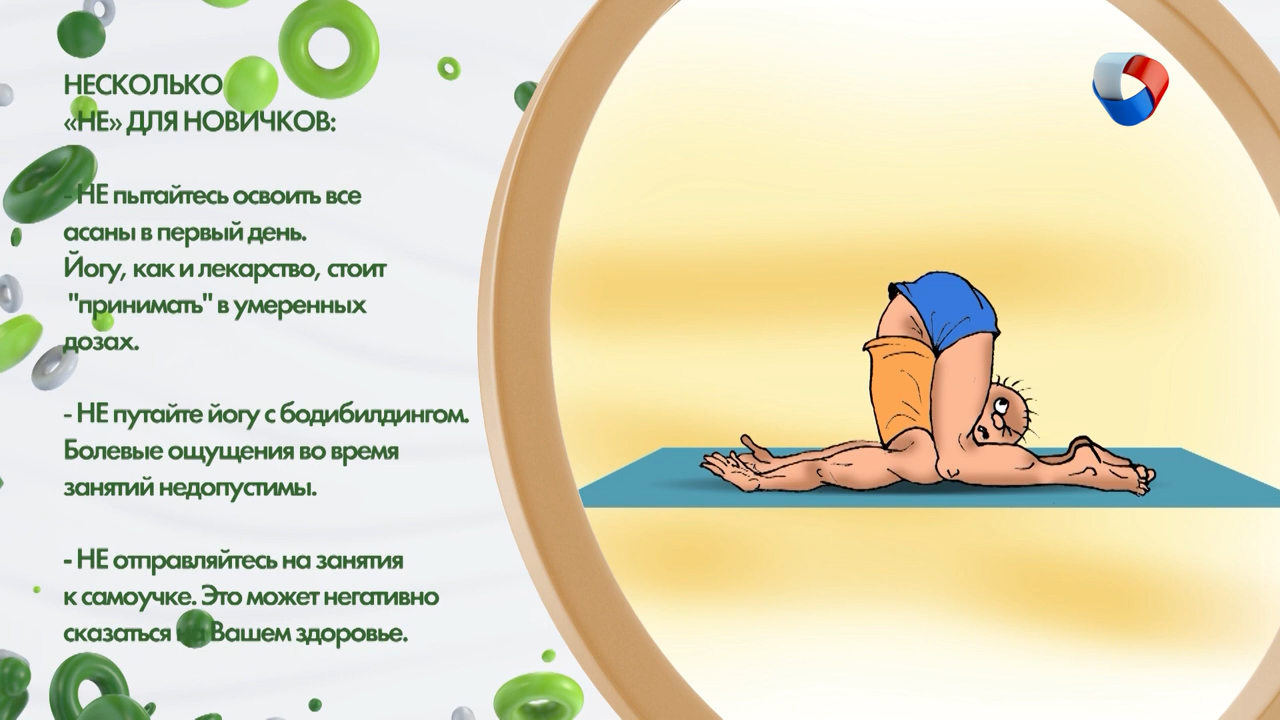 НЕСКОЛЬКО
«НЕ» ДЛЯ НОВИЧКОВ:
- НЕ пытайтесь освоить все
асаны в первый день.
Йогу, как и лекарство, стоит
"принимать" в умеренных
дозах.
- НЕ путайте йогу с бодибилдингом.
Болевые ощущения во время
занятий недопустимы.
- НЕ отправляйтесь на занятия
к самоучке. Это может негативно
сказаться на Вашем здоровье.